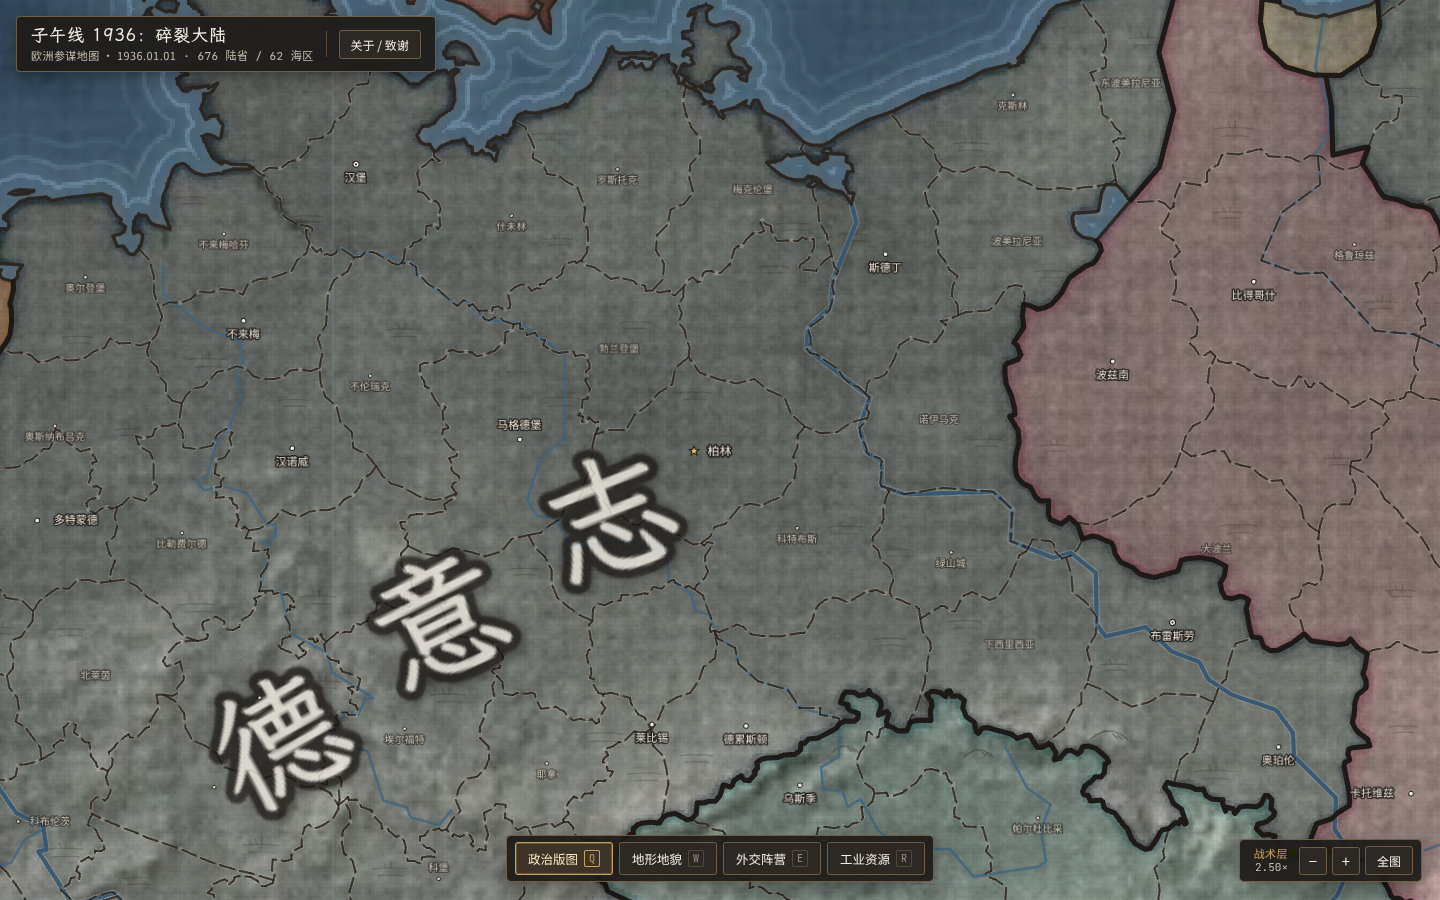 子午线 1936：碎裂大陆
欧洲参谋地图 · 1936.01.01 · 676 陆省 / 62 海区
关于 / 致谢
东波美拉尼亚
克斯林
汉堡
罗斯托克
梅克伦堡
什未林
不来梅哈芬
波美拉尼亚
格鲁琼兹
斯德丁
奥尔登堡
比得哥什
不来梅
勃兰登堡
波兹南
不伦瑞克
诺伊马克
马格德堡
奥斯纳布吕克
柏林
汉诺威
多特蒙德
科特布斯
比勒费尔德
大波兰
绿山城
布雷斯劳
下西里西亚
北莱茵
德意志
莱比锡
德累斯顿
埃尔福特
奥珀伦
耶拿
卡托维兹
乌斯季
科布伦茨
帕尔杜比采
科堡
政治版图 Q
地形地貌 W
外交阵营 E
工业资源 R
战术层
2.50×
−
+
全图